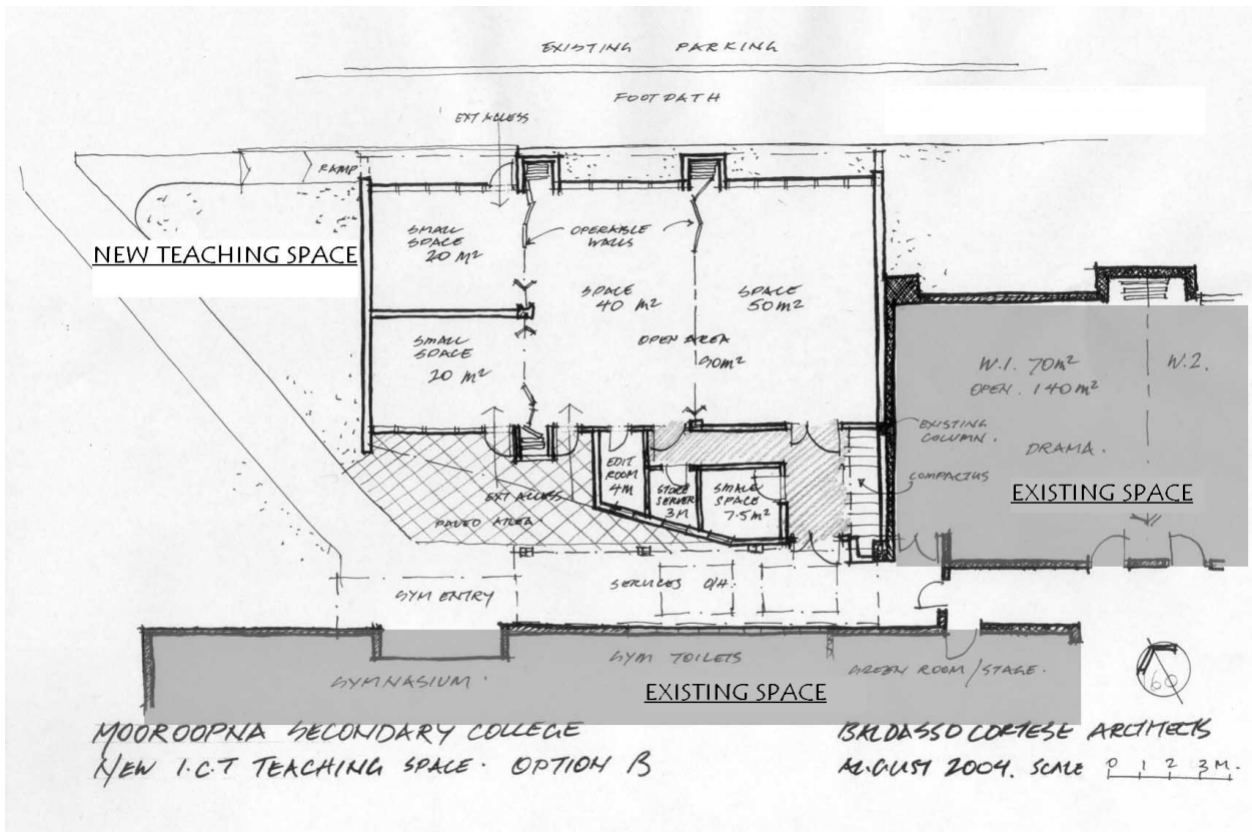 EXISTING PARKING
FOOTPATH
EXT ACCESS
RAMP
NEW TEACHING SPACE
SMALL
SPACE
20 M²
OPERABLE
WALLS
SPACE
40 m²
SPACE
50m²
SMALL
SPACE
20 M²
OPEN AREA
90m²
W.1. 70m²
OPEN. 140m²
W.2.
EXISTING
COLUMN.
DRAMA.
COMPACTUS
EXISTING SPACE
EDIT
ROOM
4M
STORE
SERVER
3M
SMALL
SPACE
7.5m²
EXT ACCESS
PAVED AREA.
GYM ENTRY
SERVICES O/H.
GYMNASIUM.
GYM TOILETS
GREEN ROOM/STAGE.
EXISTING SPACE
60
MOOROOPNA SECONDARY COLLEGE
NEW I.C.T TEACHING SPACE. OPTION B
BALDASSO CORTESE ARCHITECTS
AUGUST 2004. SCALE 0 1 2 3M.